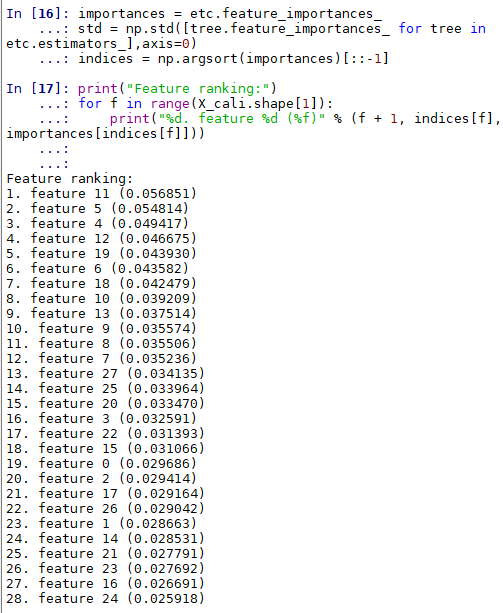 In [16]: importances = etc.feature_importances_
    ...: std = np.std([tree.feature_importances_ for tree in
etc.estimators_],axis=0)
    ...: indices = np.argsort(importances)[::-1]

In [17]: print("Feature ranking:")
    ...: for f in range(X_cali.shape[1]):
    ...:     print("%d. feature %d (%f)" % (f + 1, indices[f],
importances[indices[f]]))
    ...:
    ...:
Feature ranking:
1. feature 11 (0.056851)
2. feature 5 (0.054814)
3. feature 4 (0.049417)
4. feature 12 (0.046675)
5. feature 19 (0.043930)
6. feature 6 (0.043582)
7. feature 18 (0.042479)
8. feature 10 (0.039209)
9. feature 13 (0.037514)
10. feature 9 (0.035574)
11. feature 8 (0.035506)
12. feature 7 (0.035236)
13. feature 27 (0.034135)
14. feature 25 (0.033964)
15. feature 20 (0.033470)
16. feature 3 (0.032591)
17. feature 22 (0.031393)
18. feature 15 (0.031066)
19. feature 0 (0.029686)
20. feature 2 (0.029414)
21. feature 17 (0.029164)
22. feature 26 (0.029042)
23. feature 1 (0.028663)
24. feature 14 (0.028531)
25. feature 21 (0.027791)
26. feature 23 (0.027692)
27. feature 16 (0.026691)
28. feature 24 (0.025918)